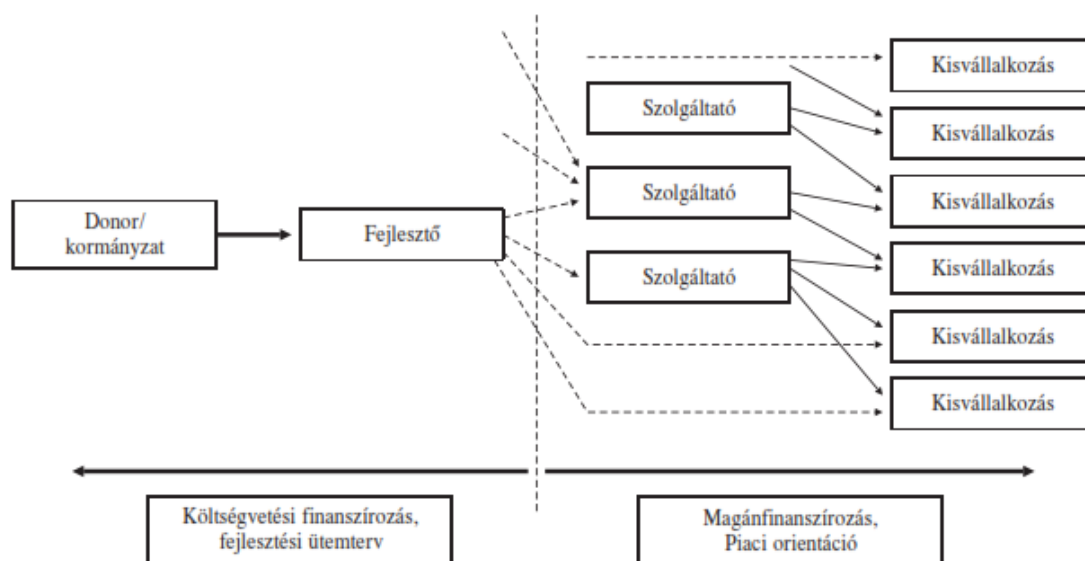 Kisvállalkozás
Szolgáltató
Kisvállalkozás
Szolgáltató
Kisvállalkozás
Donor/
kormányzat
Fejlesztő
Kisvállalkozás
Szolgáltató
Kisvállalkozás
Kisvállalkozás
Költségvetési finanszírozás,
fejlesztési ütemterv
Magánfinanszírozás,
Piaci orientáció